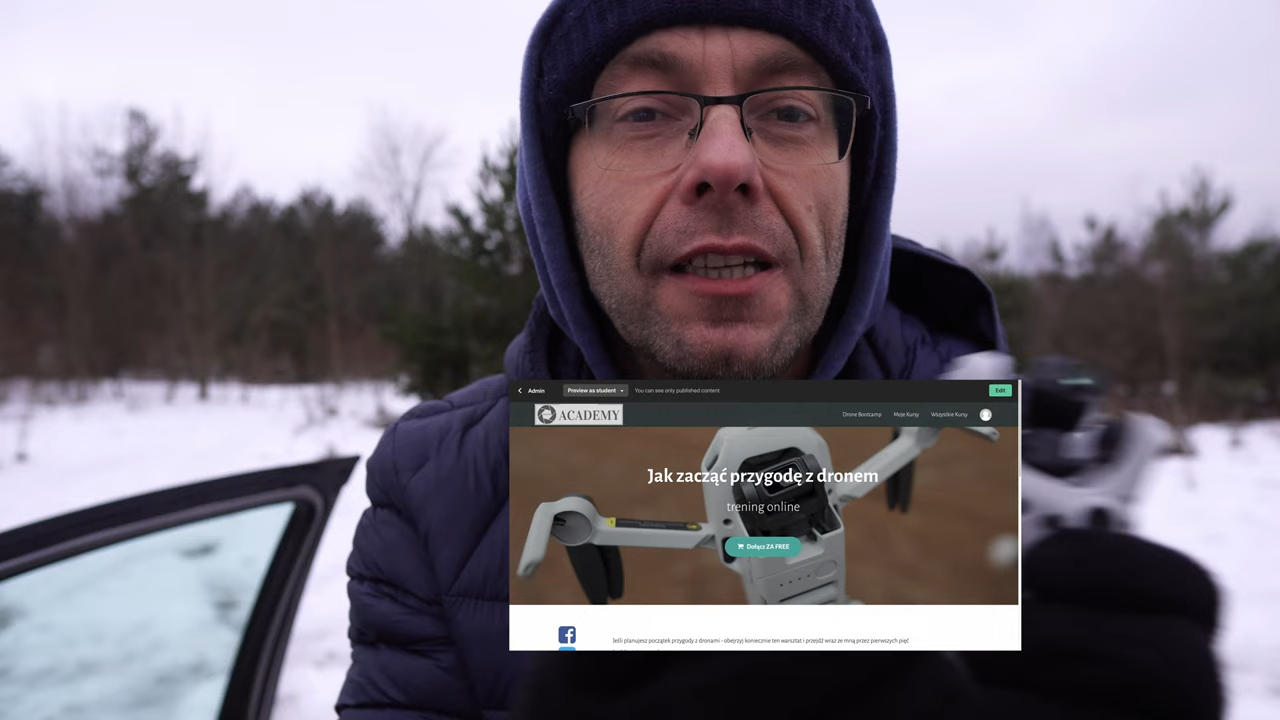 Admin
Preview as student
You can see only published content
Edit
ACADEMY
Drone Bootcamp
Moje Kursy
Wszystkie Kursy
Jak zacząć przygodę z dronem
trening online
Dołącz ZA FREE
Jeśli planujesz początek przygody z dronami - obejrzyj koniecznie ten warsztat i przejdź wraz ze mną przez pierwszych pięć